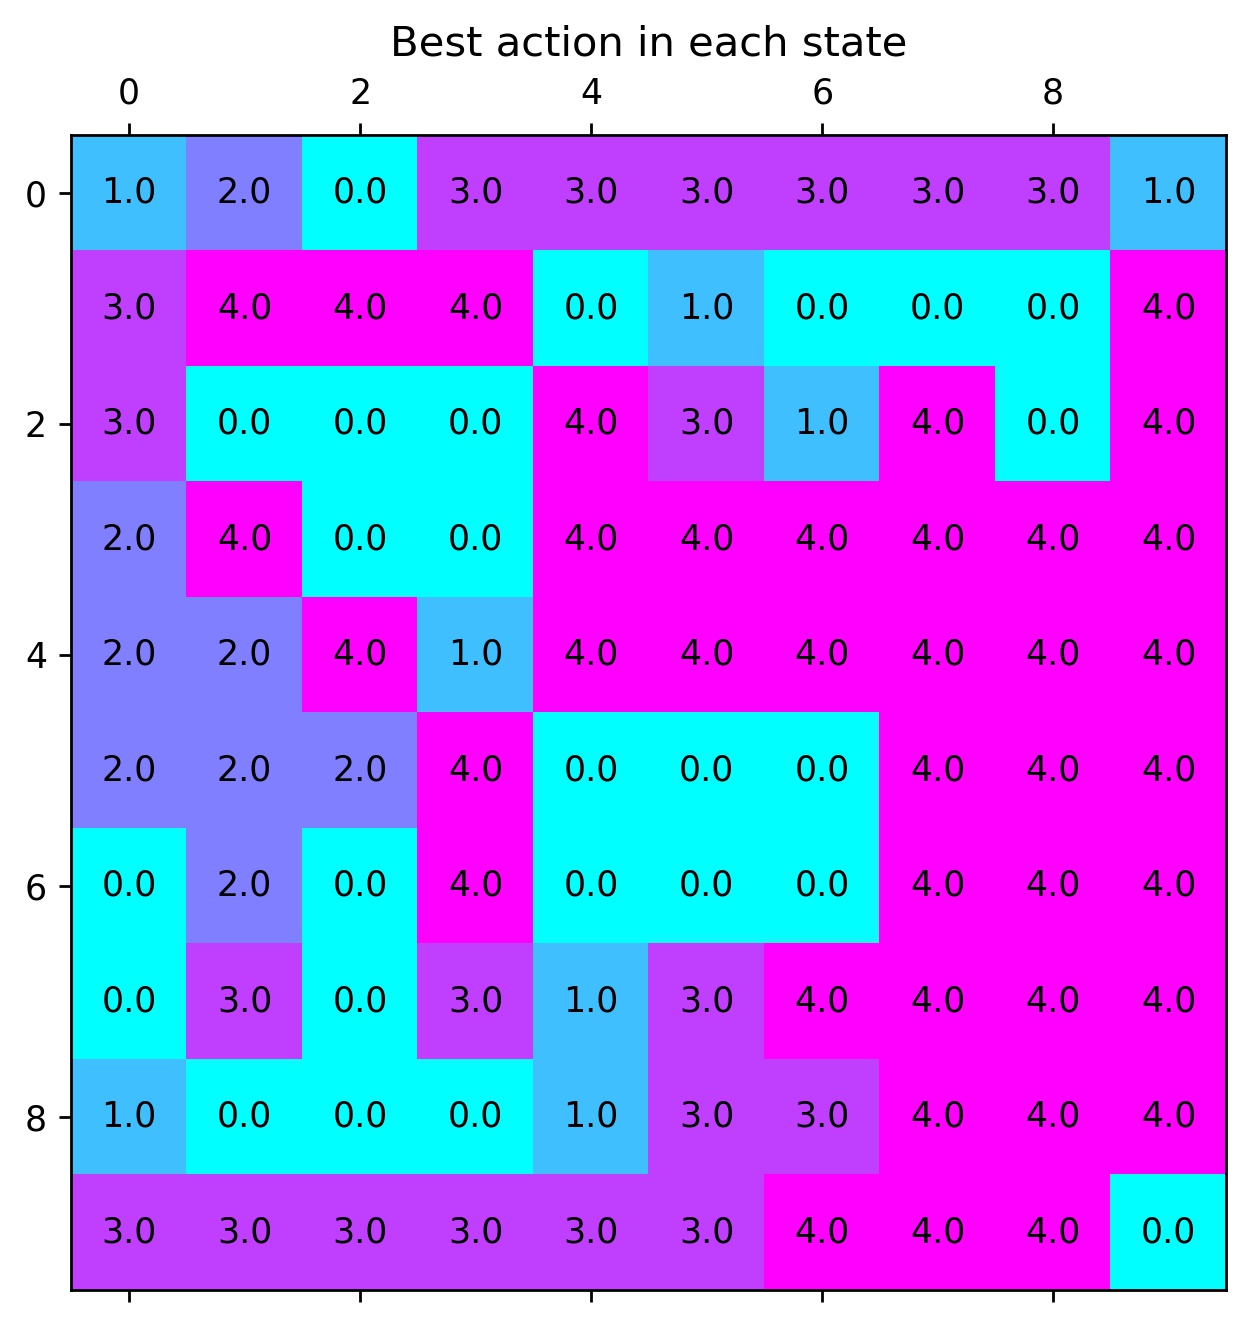 Best action in each state
0 2 4 6 8
0 1.0 2.0 0.0 3.0 3.0 3.0 3.0 3.0 3.0 1.0
3.0 4.0 4.0 4.0 0.0 1.0 0.0 0.0 0.0 4.0
2 3.0 0.0 0.0 0.0 4.0 3.0 1.0 4.0 0.0 4.0
2.0 4.0 0.0 0.0 4.0 4.0 4.0 4.0 4.0 4.0
4 2.0 2.0 4.0 1.0 4.0 4.0 4.0 4.0 4.0 4.0
2.0 2.0 2.0 4.0 0.0 0.0 0.0 4.0 4.0 4.0
6 0.0 2.0 0.0 4.0 0.0 0.0 0.0 4.0 4.0 4.0
0.0 3.0 0.0 3.0 1.0 3.0 4.0 4.0 4.0 4.0
8 1.0 0.0 0.0 0.0 1.0 3.0 3.0 4.0 4.0 4.0
3.0 3.0 3.0 3.0 3.0 3.0 4.0 4.0 4.0 0.0